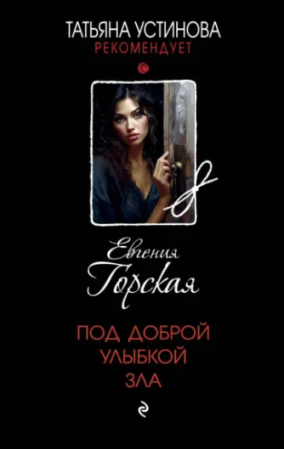 ТАТЬЯНА УСТИНОВА
РЕКОМЕНДУЕТ
Евгения
Горская
ПОД ДОБРОЙ
УЛЫБКОЙ
ЗЛА